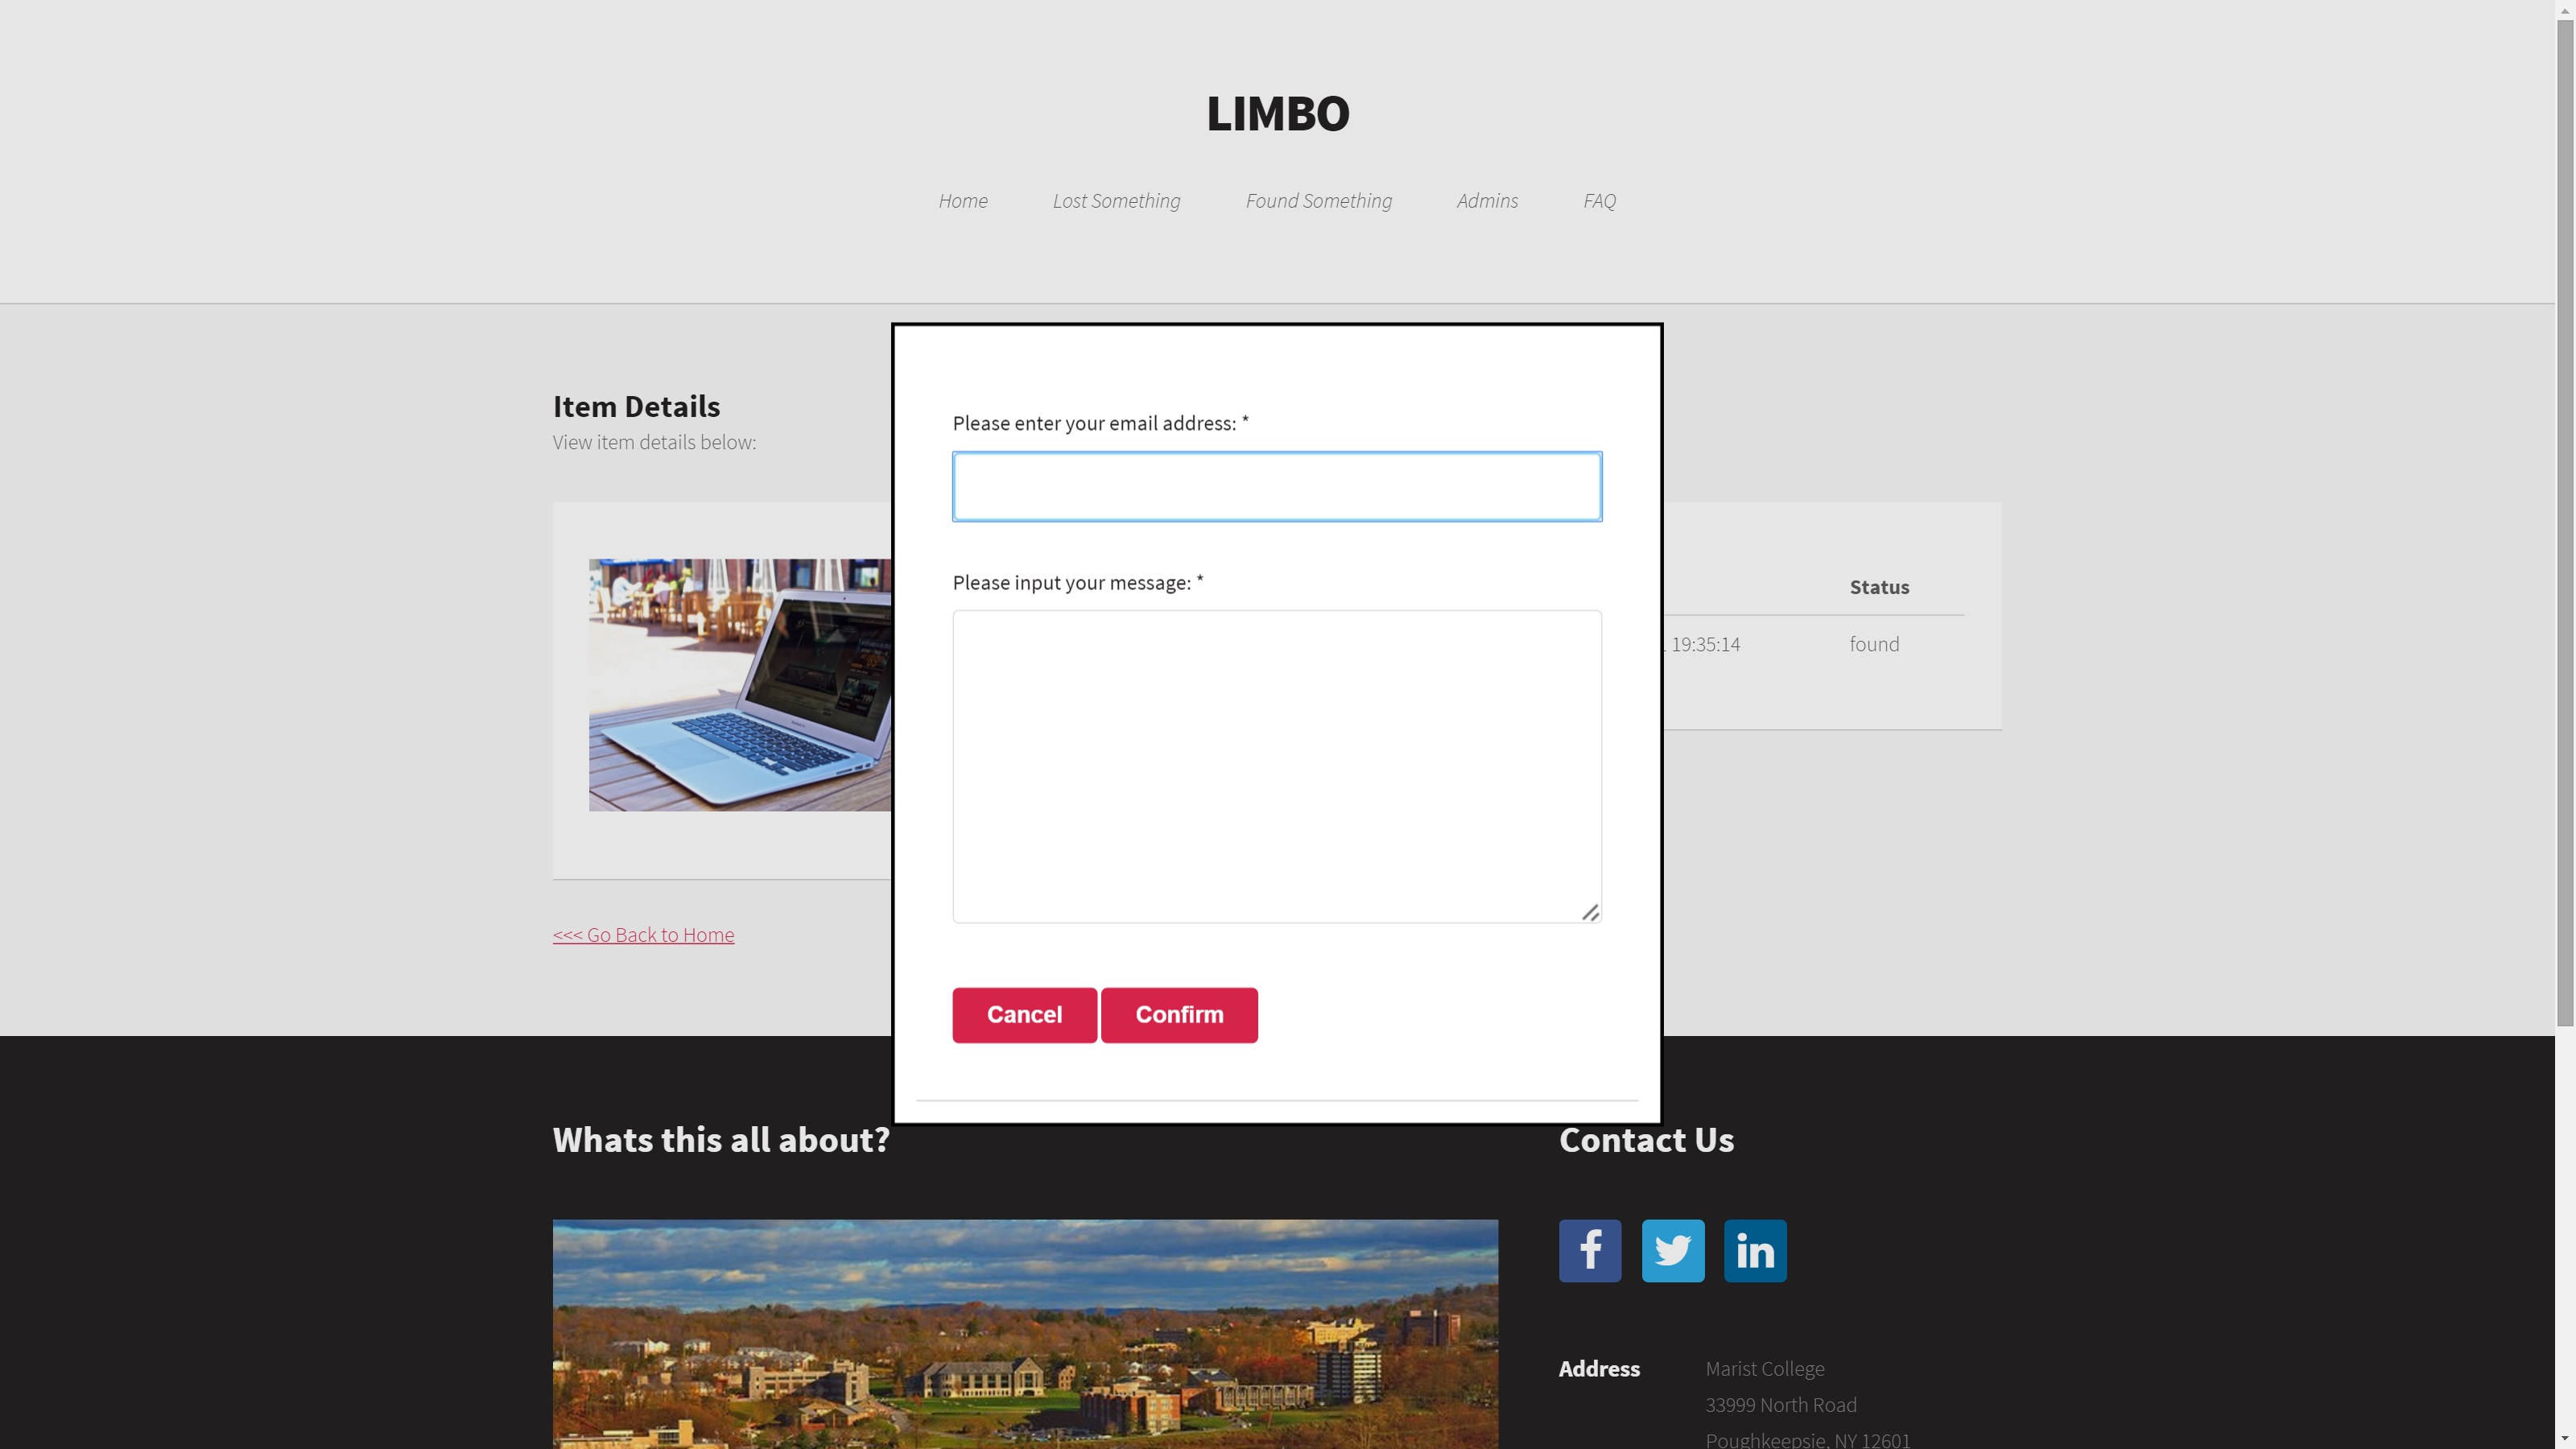 LIMBO
Home Lost Something Found Something Admins FAQ
Item Details
View item details below:
Please enter your email address: *
Please input your message: *
Status
19:35:14 found
<<< Go Back to Home
Cancel Confirm
Whats this all about?
Contact Us
Address Marist College
33999 North Road
Poughkeepsie, NY 12601